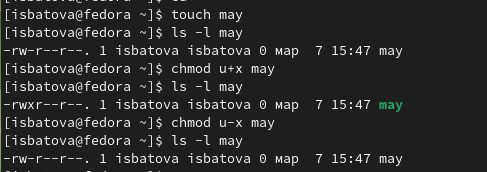 [isbatova@fedora ~]$ touch may
[isbatova@fedora ~]$ ls -l may
-rw-r--r--. 1 isbatova isbatova 0 мар  7 15:47 may
[isbatova@fedora ~]$ chmod u+x may
[isbatova@fedora ~]$ ls -l may
-rwxr--r--. 1 isbatova isbatova 0 мар  7 15:47 may
[isbatova@fedora ~]$ chmod u-x may
[isbatova@fedora ~]$ ls -l may
-rw-r--r--. 1 isbatova isbatova 0 мар  7 15:47 may